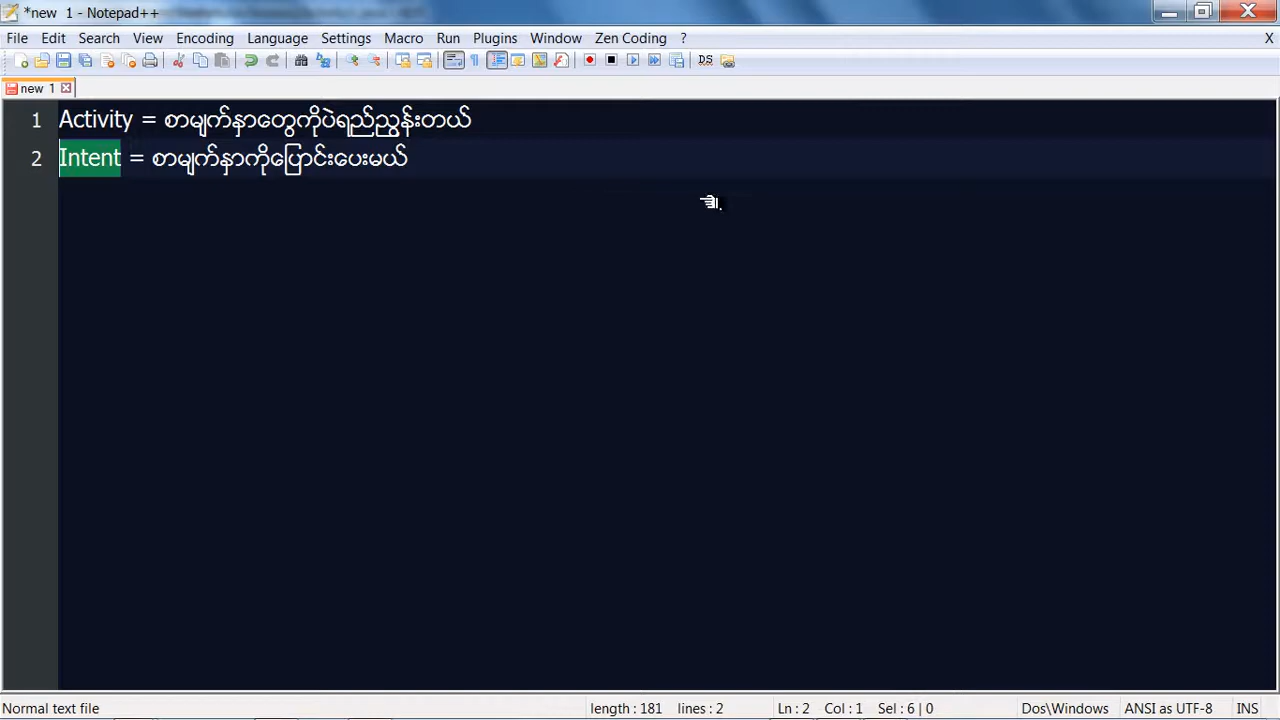 *new 1 - Notepad++
File Edit Search View Encoding Language Settings Macro Run Plugins Window Zen Coding ? X
new 1
1 Activity = စာမျက်နှာတွေကိုပဲရည်ညွှန်းတယ်
2 Intent = စာမျက်နှာကိုပြောင်းပေးမယ်
Normal text file length : 181 lines : 2 Ln : 2 Col : 1 Sel : 6 | 0 Dos\Windows ANSI as UTF-8 INS